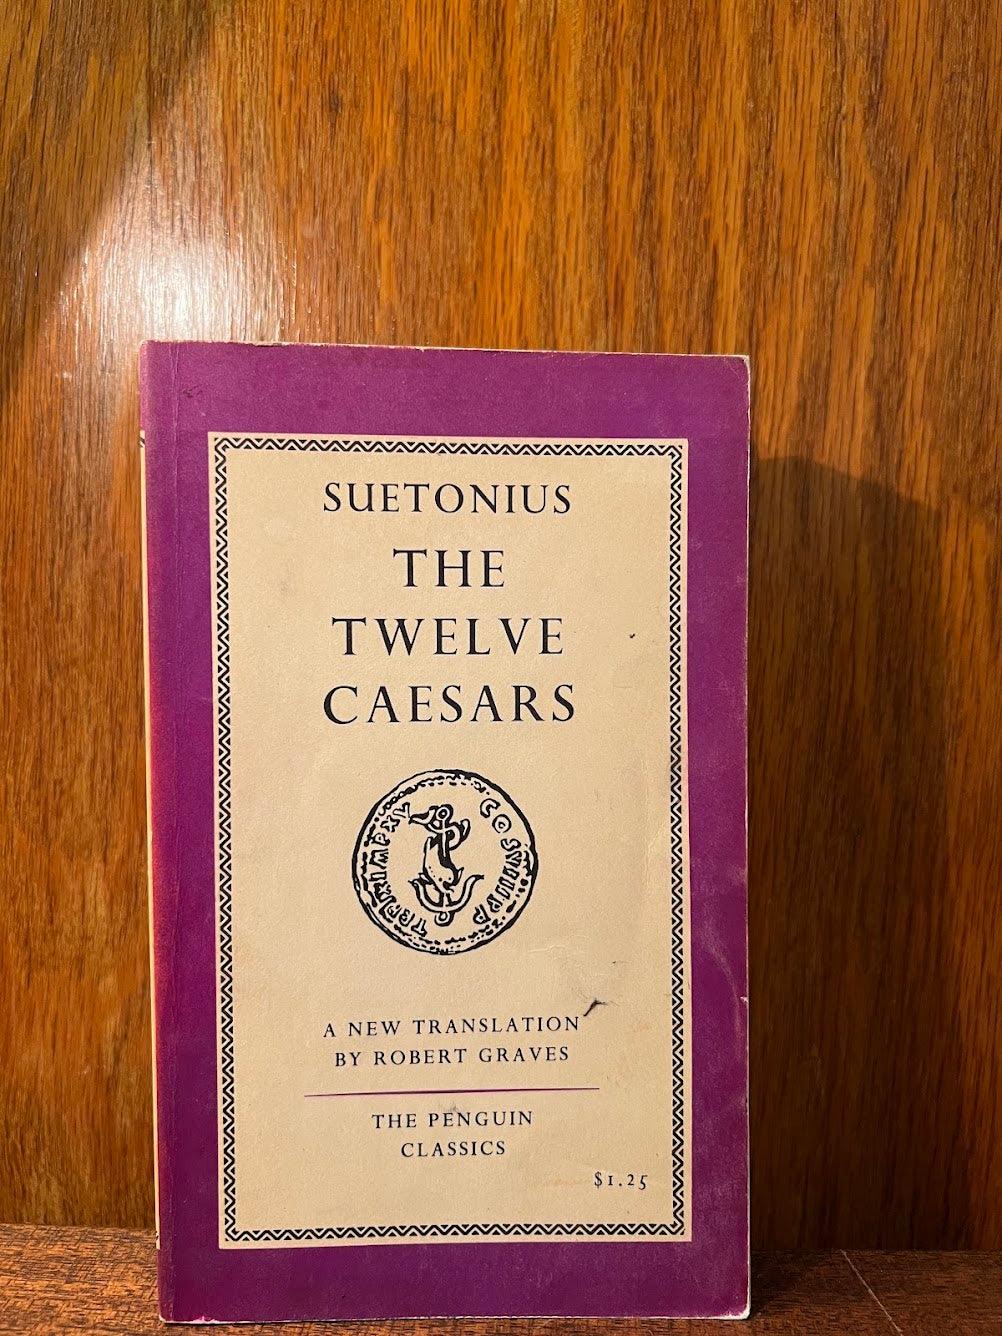 SUETONIUS
THE
TWELVE
CAESARS
A NEW TRANSLATION
BY ROBERT GRAVES
THE PENGUIN
CLASSICS
$1.25